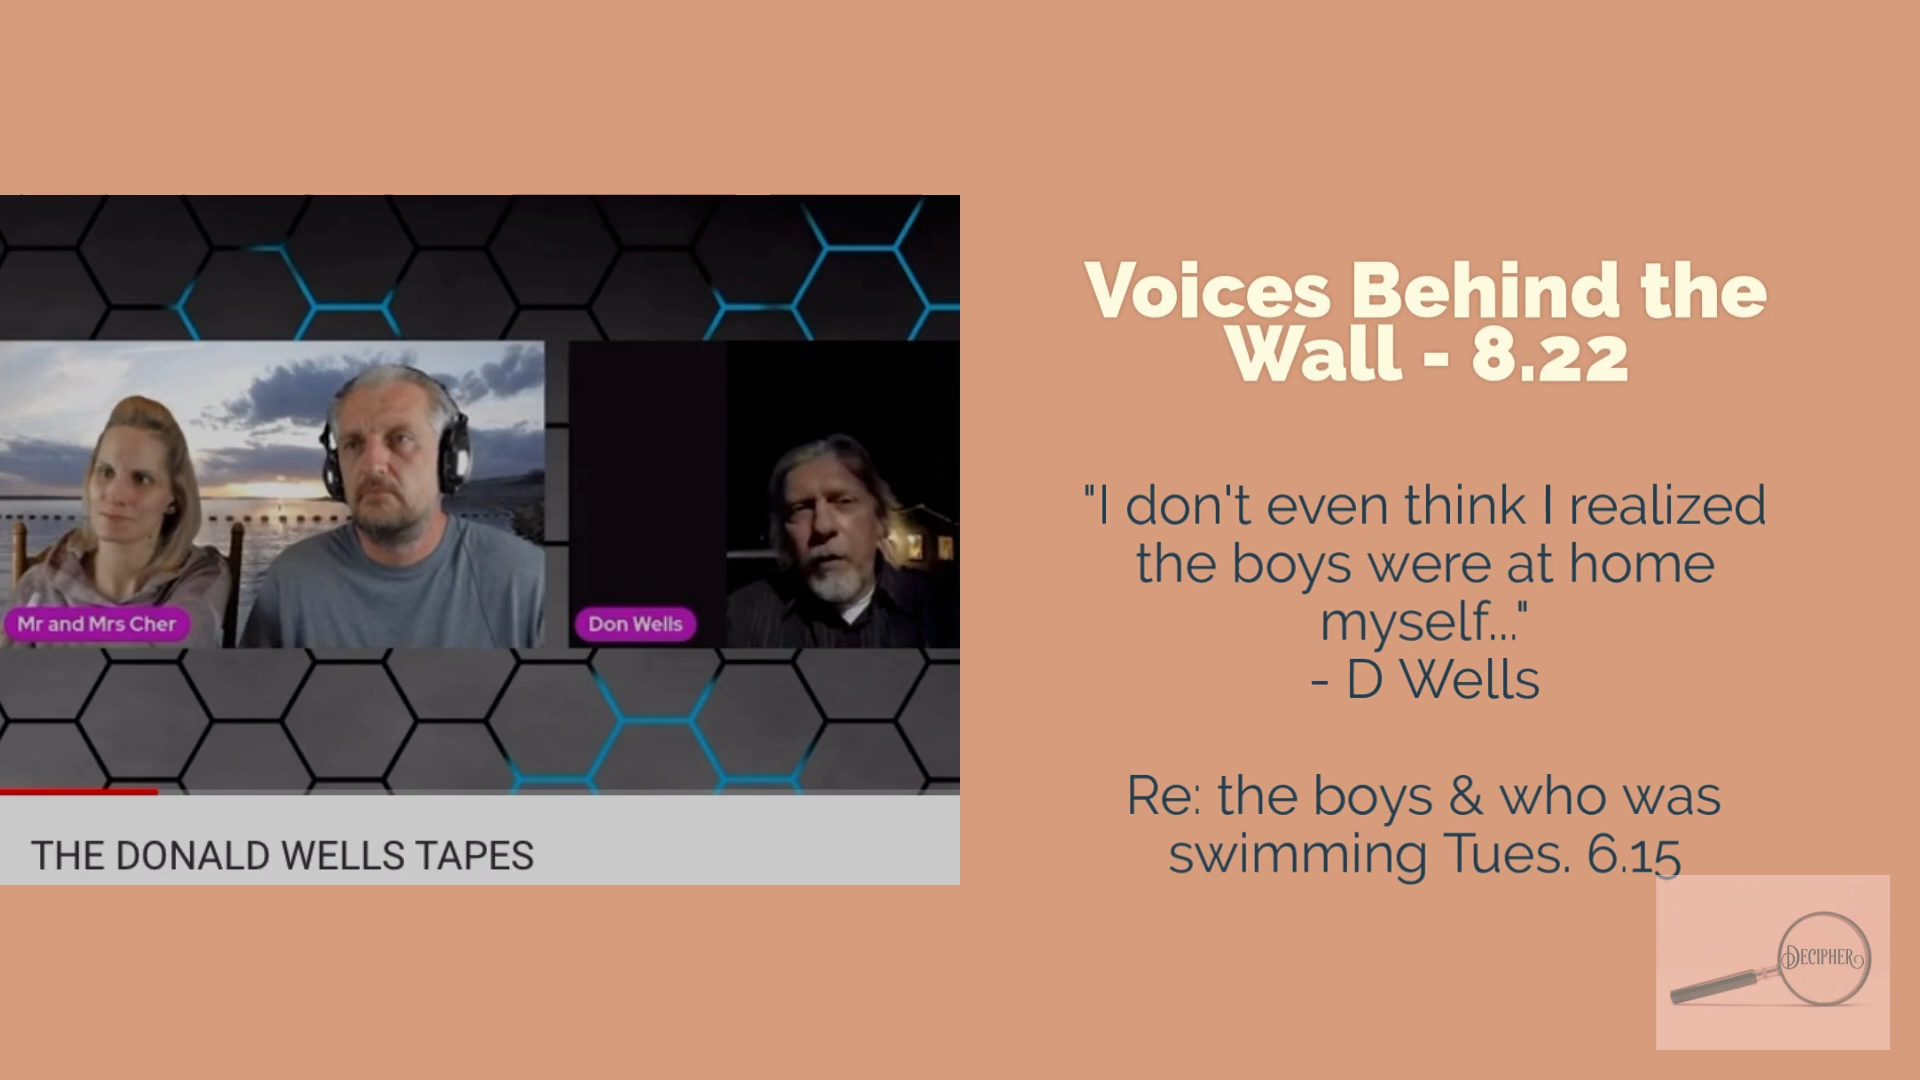 Mr and Mrs Cher
Don Wells
THE DONALD WELLS TAPES
Voices Behind the
Wall - 8.22
"I don't even think I realized
the boys were at home
myself..."
- D Wells
Re: the boys & who was
swimming Tues. 6.15
DECIPHER